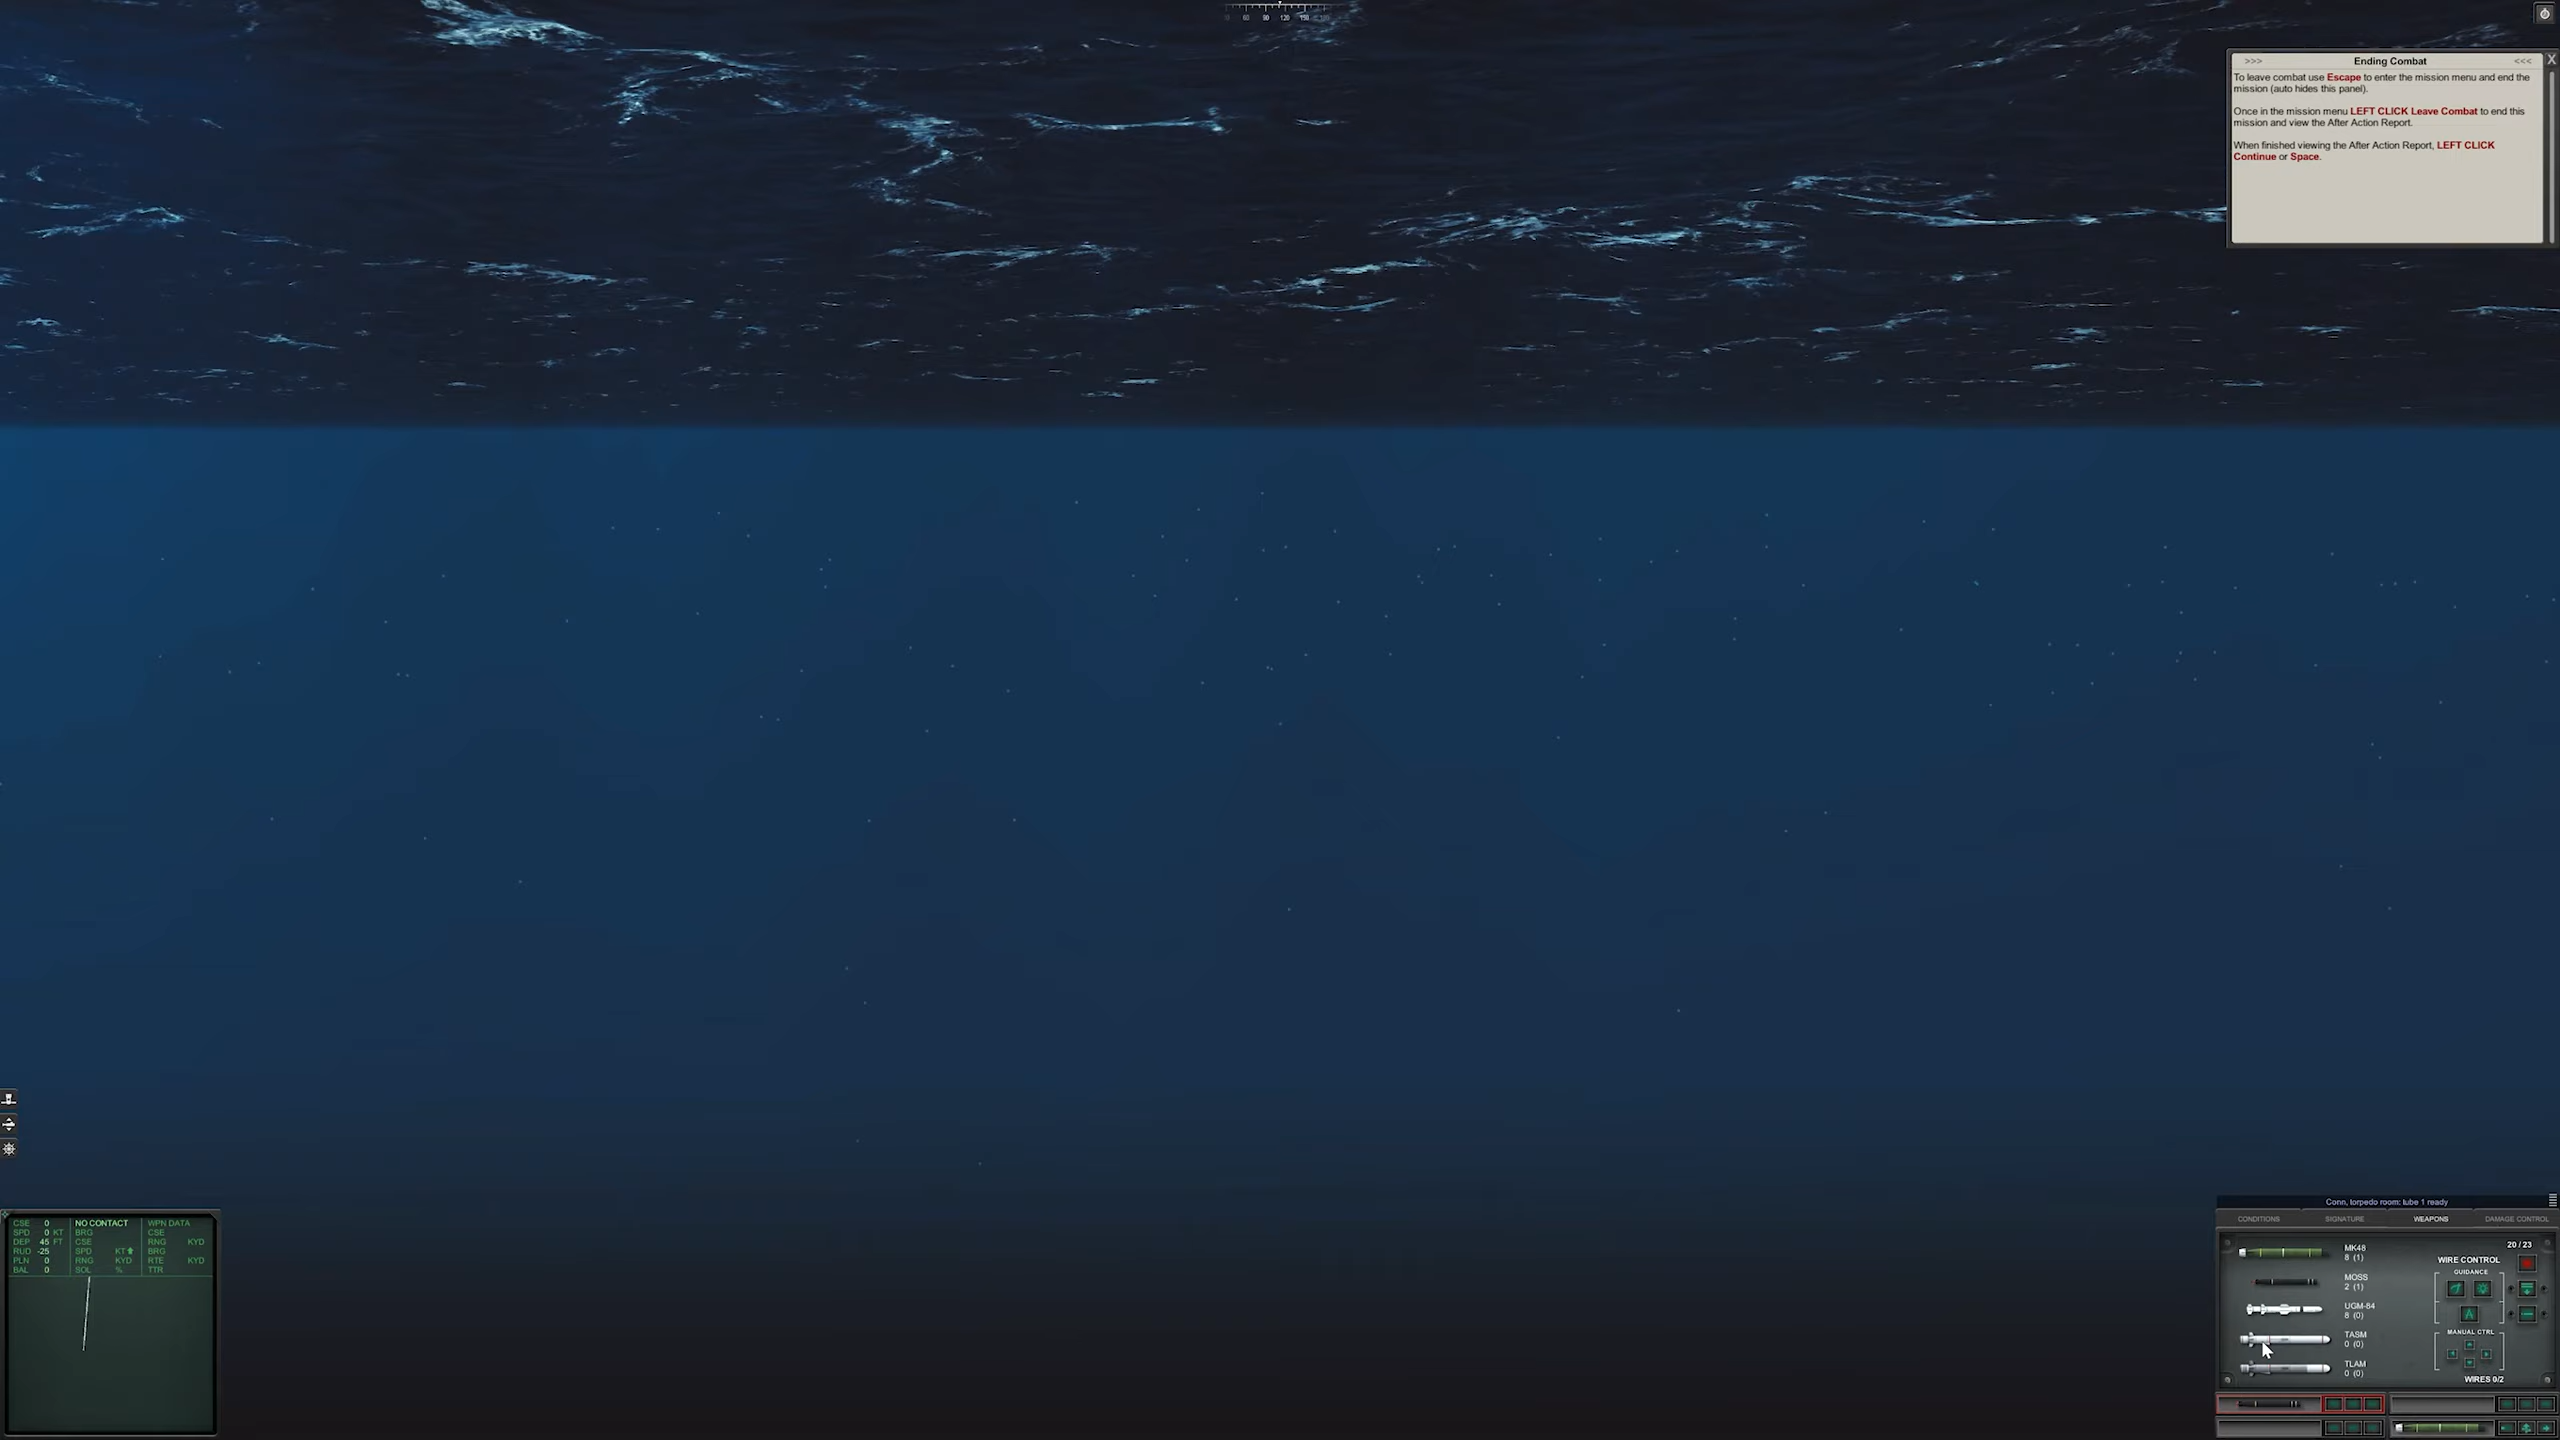 60 90 120 150
>>> Ending Combat <<< X
To leave combat use Escape to enter the mission menu and end the
mission (auto hides this panel).
Once in the mission menu LEFT CLICK Leave Combat to end this
mission and view the After Action Report.
When finished viewing the After Action Report, LEFT CLICK
Continue or Space.
CSE 0 NO CONTACT WPN DATA
SPD 0 KT BRG CSE
DEP 45 FT CSE RNG KYD
RUD -25 SPD KT BRG
PLN 0 RNG KYD RTE KYD
BAL 0 SOL % TTR
Conn, torpedo room: tube 1 ready
CONDITIONS SIGNATURE WEAPONS DAMAGE CONTROL
20 / 23
MK48
8 (1)
MOSS
2 (1)
UGM-84
8 (0)
TASM
0 (0)
TLAM
0 (0)
WIRE CONTROL
GUIDANCE
A
MANUAL CTRL
WIRES 0/2